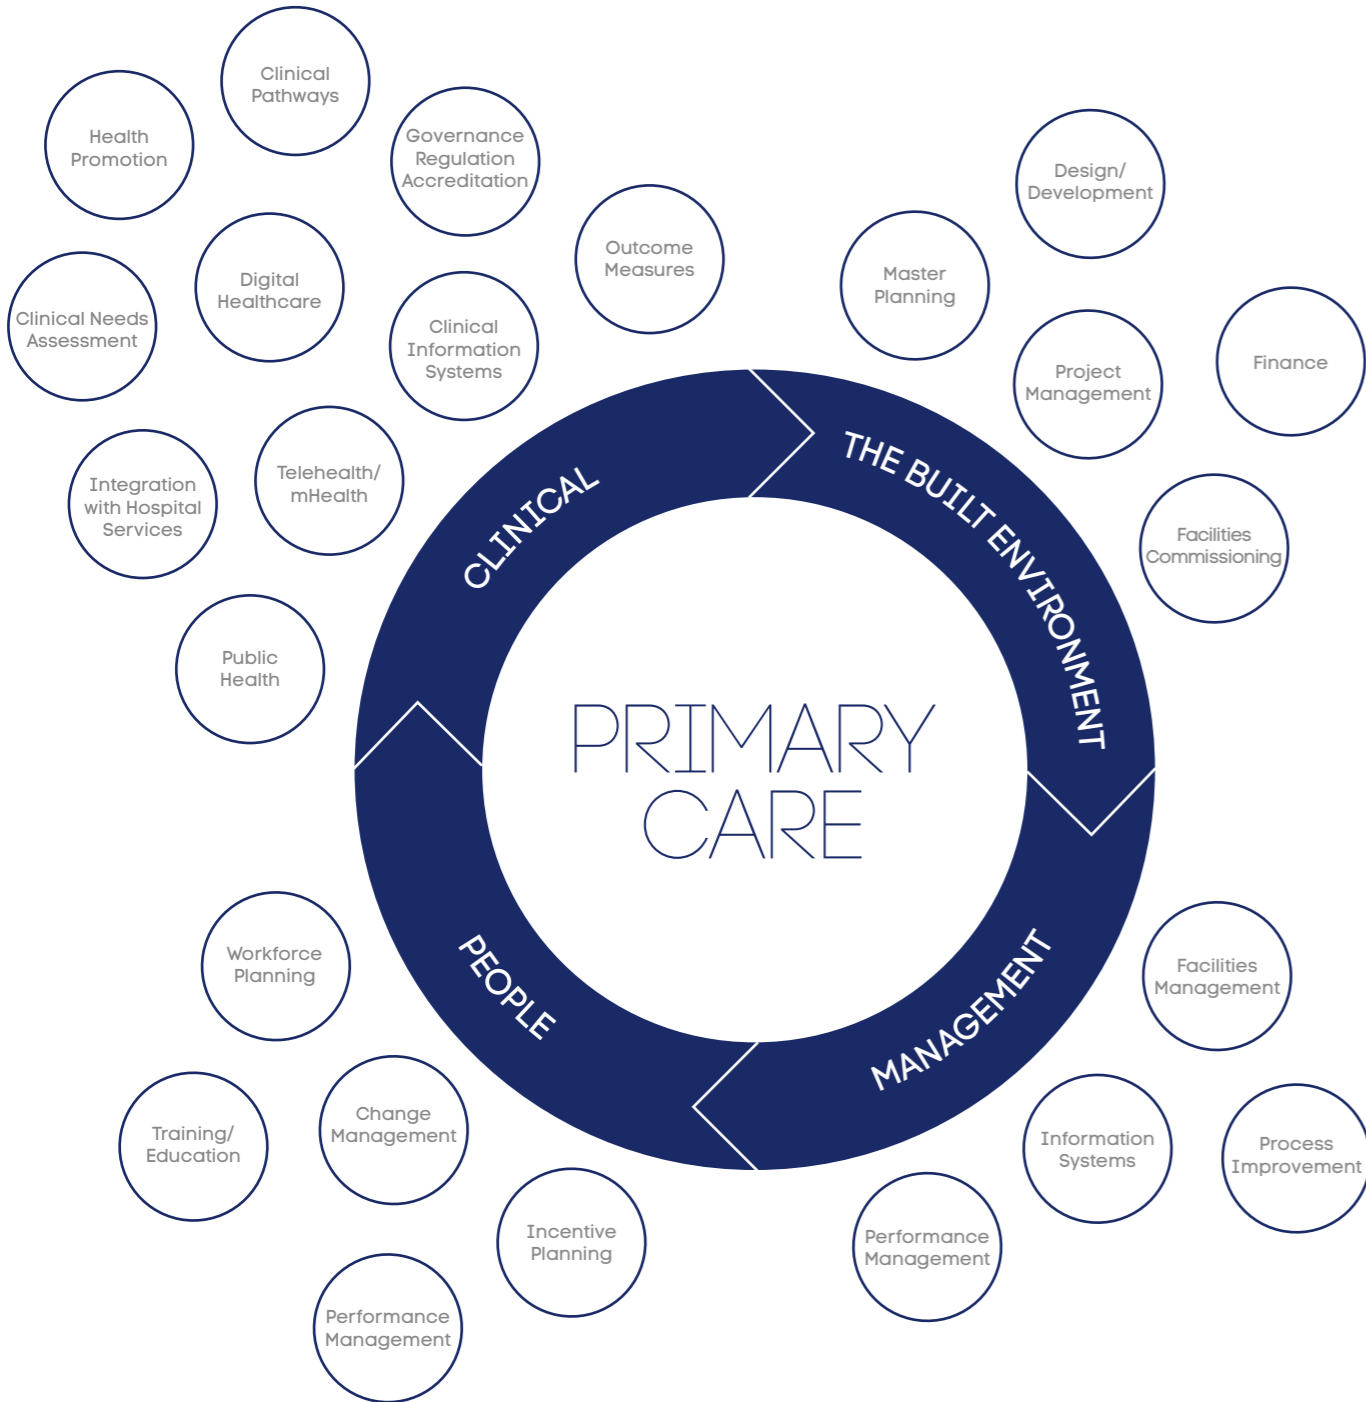 Clinical
Pathways
Health
Promotion
Governance
Regulation
Accreditation
Outcome
Measures
Digital
Healthcare
Clinical Needs
Assessment
Clinical
Information
Systems
Telehealth/
mHealth
Integration
with Hospital
Services
Public
Health
Design/
Development
Master
Planning
Project
Management
Finance
Facilities
Commissioning
CLINICAL
THE BUILT ENVIRONMENT
PRIMARY
CARE
PEOPLE
MANAGEMENT
Workforce
Planning
Training/
Education
Change
Management
Incentive
Planning
Performance
Management
Facilities
Management
Information
Systems
Process
Improvement
Performance
Management